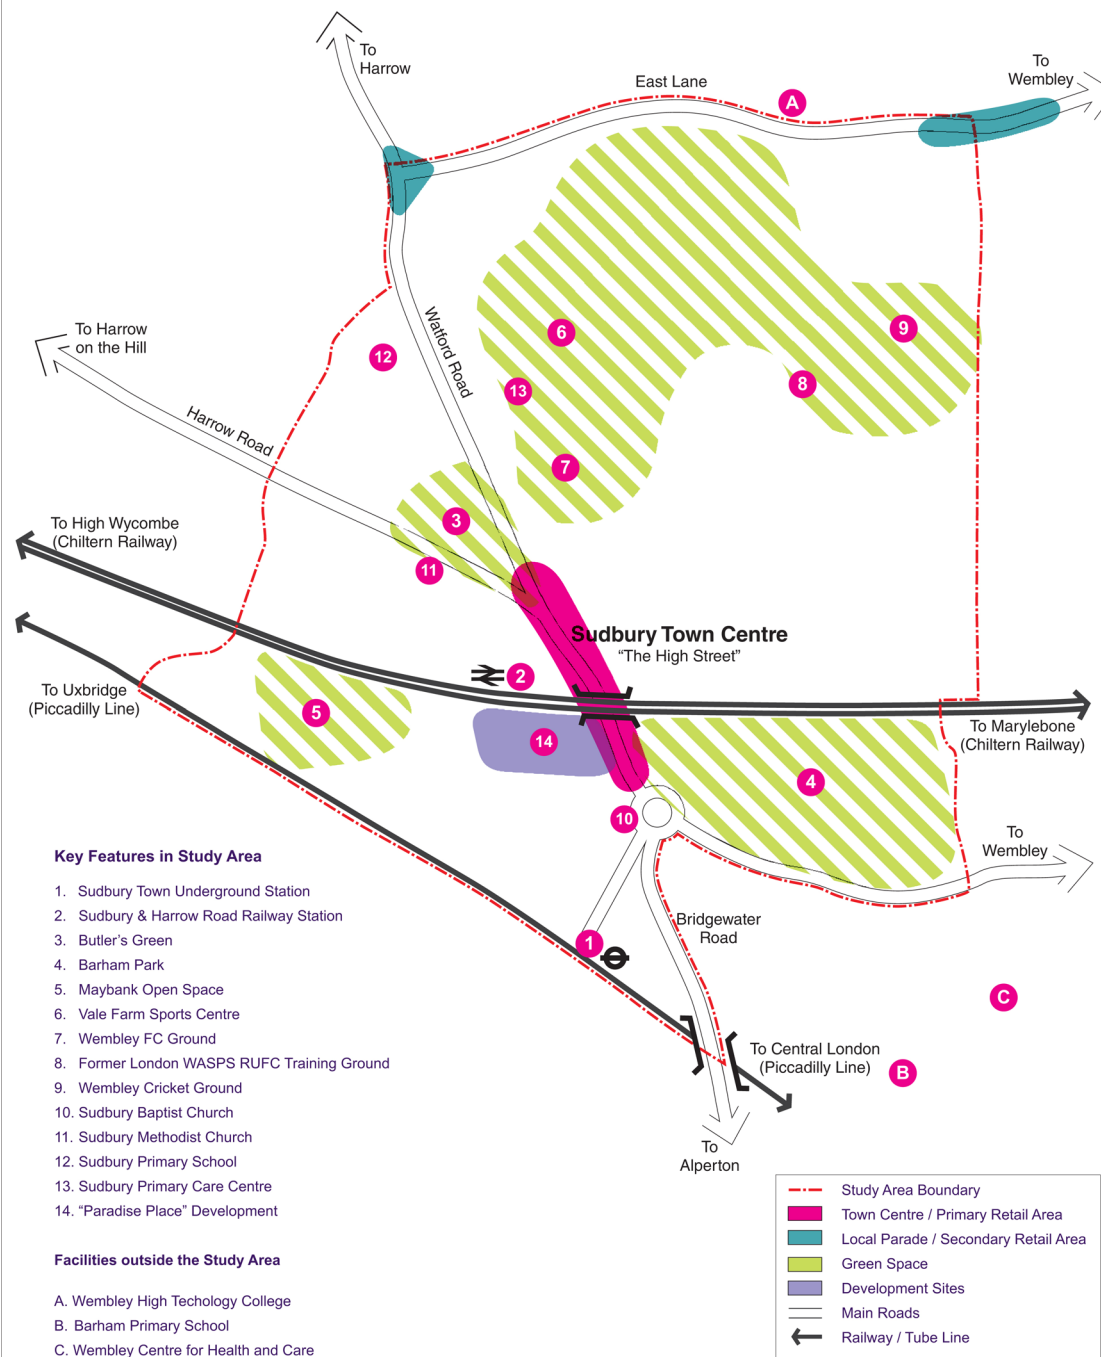 To
Harrow
East Lane
To
Wembley
A
To Harrow
on the Hill
Watford Road
12
6
9
13
8
Harrow Road
7
3
To High Wycombe
(Chiltern Railway)
11
Sudbury Town Centre
“The High Street”
2
To Uxbridge
(Piccadilly Line)
5
14
To Marylebone
(Chiltern Railway)
4
10
To
Wembley
Bridgewater
Road
1
C
To Central London
(Piccadilly Line)
B
To
Alperton
Key Features in Study Area
1. Sudbury Town Underground Station
2. Sudbury & Harrow Road Railway Station
3. Butler’s Green
4. Barham Park
5. Maybank Open Space
6. Vale Farm Sports Centre
7. Wembley FC Ground
8. Former London WASPS RUFC Training Ground
9. Wembley Cricket Ground
10. Sudbury Baptist Church
11. Sudbury Methodist Church
12. Sudbury Primary School
13. Sudbury Primary Care Centre
14. “Paradise Place” Development
Facilities outside the Study Area
A. Wembley High Techology College
B. Barham Primary School
C. Wembley Centre for Health and Care
Study Area Boundary
Town Centre / Primary Retail Area
Local Parade / Secondary Retail Area
Green Space
Development Sites
Main Roads
Railway / Tube Line